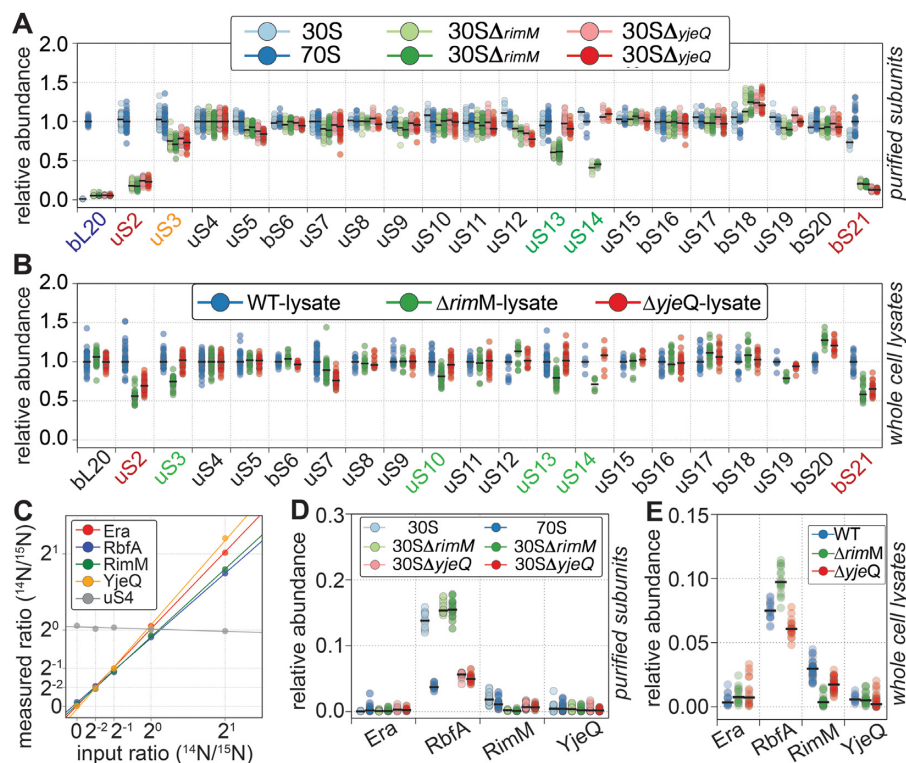 A
30S
30SΔrimM
30SΔyjeQ
70S
30SΔrimM
30SΔyjeQ
relative abundance
2.0
1.5
1.0
0.5
0.0
purified subunits
bL20 uS2 uS3 uS4 uS5 bS6 uS7 uS8 uS9 uS10 uS11 uS12 uS13 uS14 uS15 bS16 uS17 bS18 uS19 bS20 bS21
B
WT-lysate
ΔrimM-lysate
ΔyjeQ-lysate
relative abundance
2.0
1.5
1.0
0.5
0.0
whole cell lysates
bL20 uS2 uS3 uS4 uS5 bS6 uS7 uS8 uS9 uS10 uS11 uS12 uS13 uS14 uS15 bS16 uS17 bS18 uS19 bS20 bS21
C
Era
RbfA
RimM
YjeQ
uS4
measured ratio (¹⁴N/¹⁵N)
2¹
2⁰
2⁻¹
2⁻²
0
0 2⁻² 2⁻¹ 2⁰ 2¹
input ratio (¹⁴N/¹⁵N)
D
30S
70S
30SΔrimM
30SΔrimM
30SΔyjeQ
30SΔyjeQ
relative abundance
0.3
0.2
0.1
0.0
purified subunits
Era RbfA RimM YjeQ
E
WT
ΔrimM
ΔyjeQ
relative abundance
0.15
0.10
0.05
0.00
whole cell lysates
Era RbfA RimM YjeQ